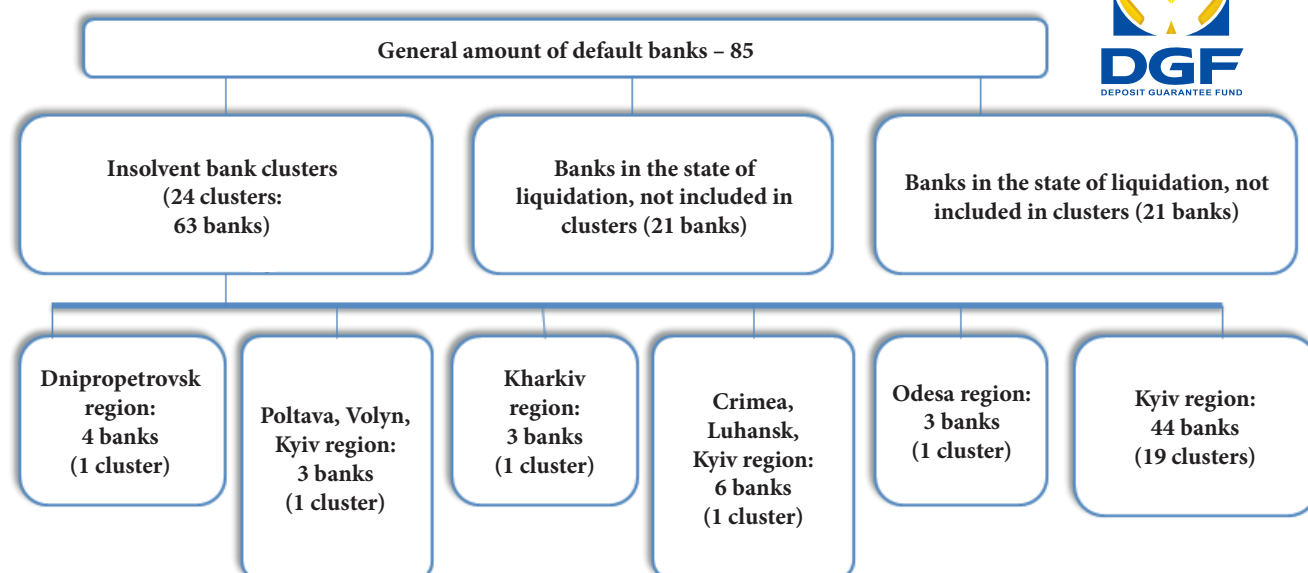 General amount of default banks – 85
DGF
DEPOSIT GUARANTEE FUND
Insolvent bank clusters
(24 clusters:
63 banks)
Banks in the state of
liquidation, not included in
clusters (21 banks)
Banks in the state of liquidation, not
included in clusters (21 banks)
Dnipropetrovsk
region:
4 banks
(1 cluster)
Poltava, Volyn,
Kyiv region:
3 banks
(1 cluster)
Kharkiv
region:
3 banks
(1 cluster)
Crimea,
Luhansk,
Kyiv region:
6 banks
(1 cluster)
Odesa region:
3 banks
(1 cluster)
Kyiv region:
44 banks
(19 clusters)